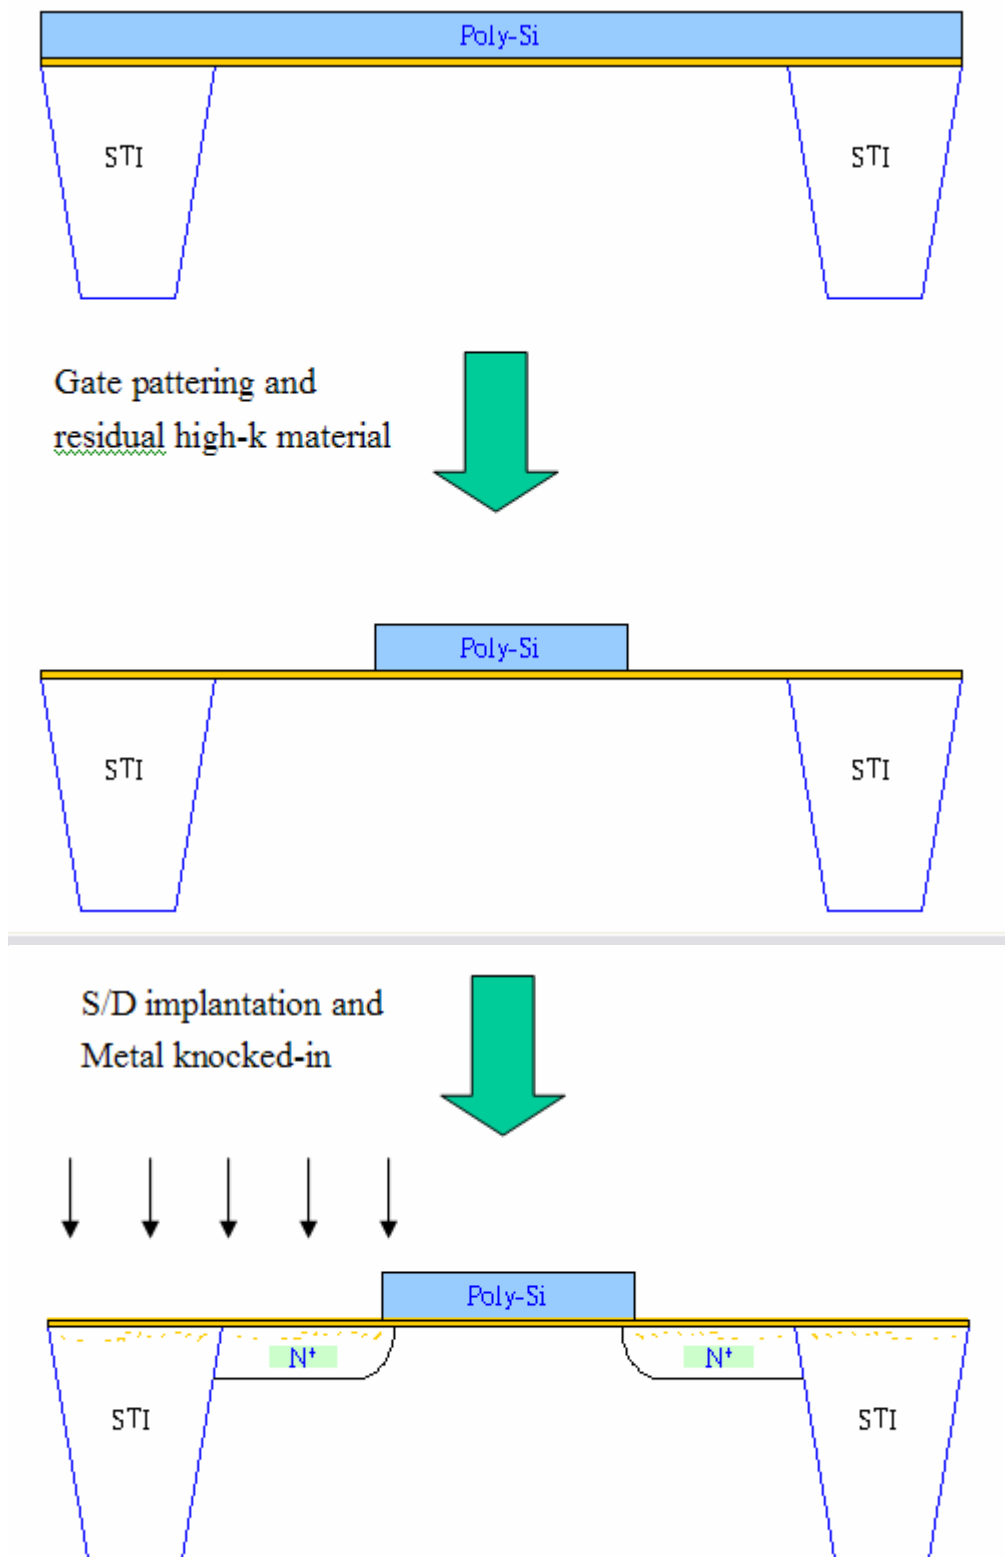 Poly-Si
STI
STI
Gate pattering and
residual high-k material
Poly-Si
STI
STI
S/D implantation and
Metal knocked-in
Poly-Si
N⁺
N⁺
STI
STI